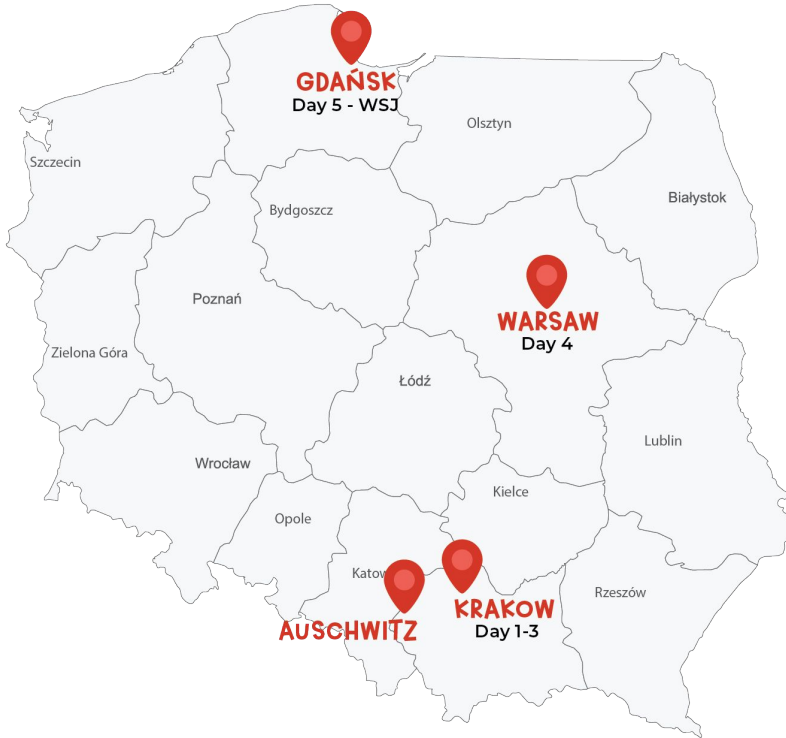 GDAŃSK
Day 5 - WSJ
Olsztyn
Szczecin
Białystok
Bydgoszcz
Poznań
WARSAW
Day 4
Zielona Góra
Łódź
Lublin
Wrocław
Kielce
Opole
Katow
Rzeszów
KRAKOW
Day 1-3
AUSCHWITZ